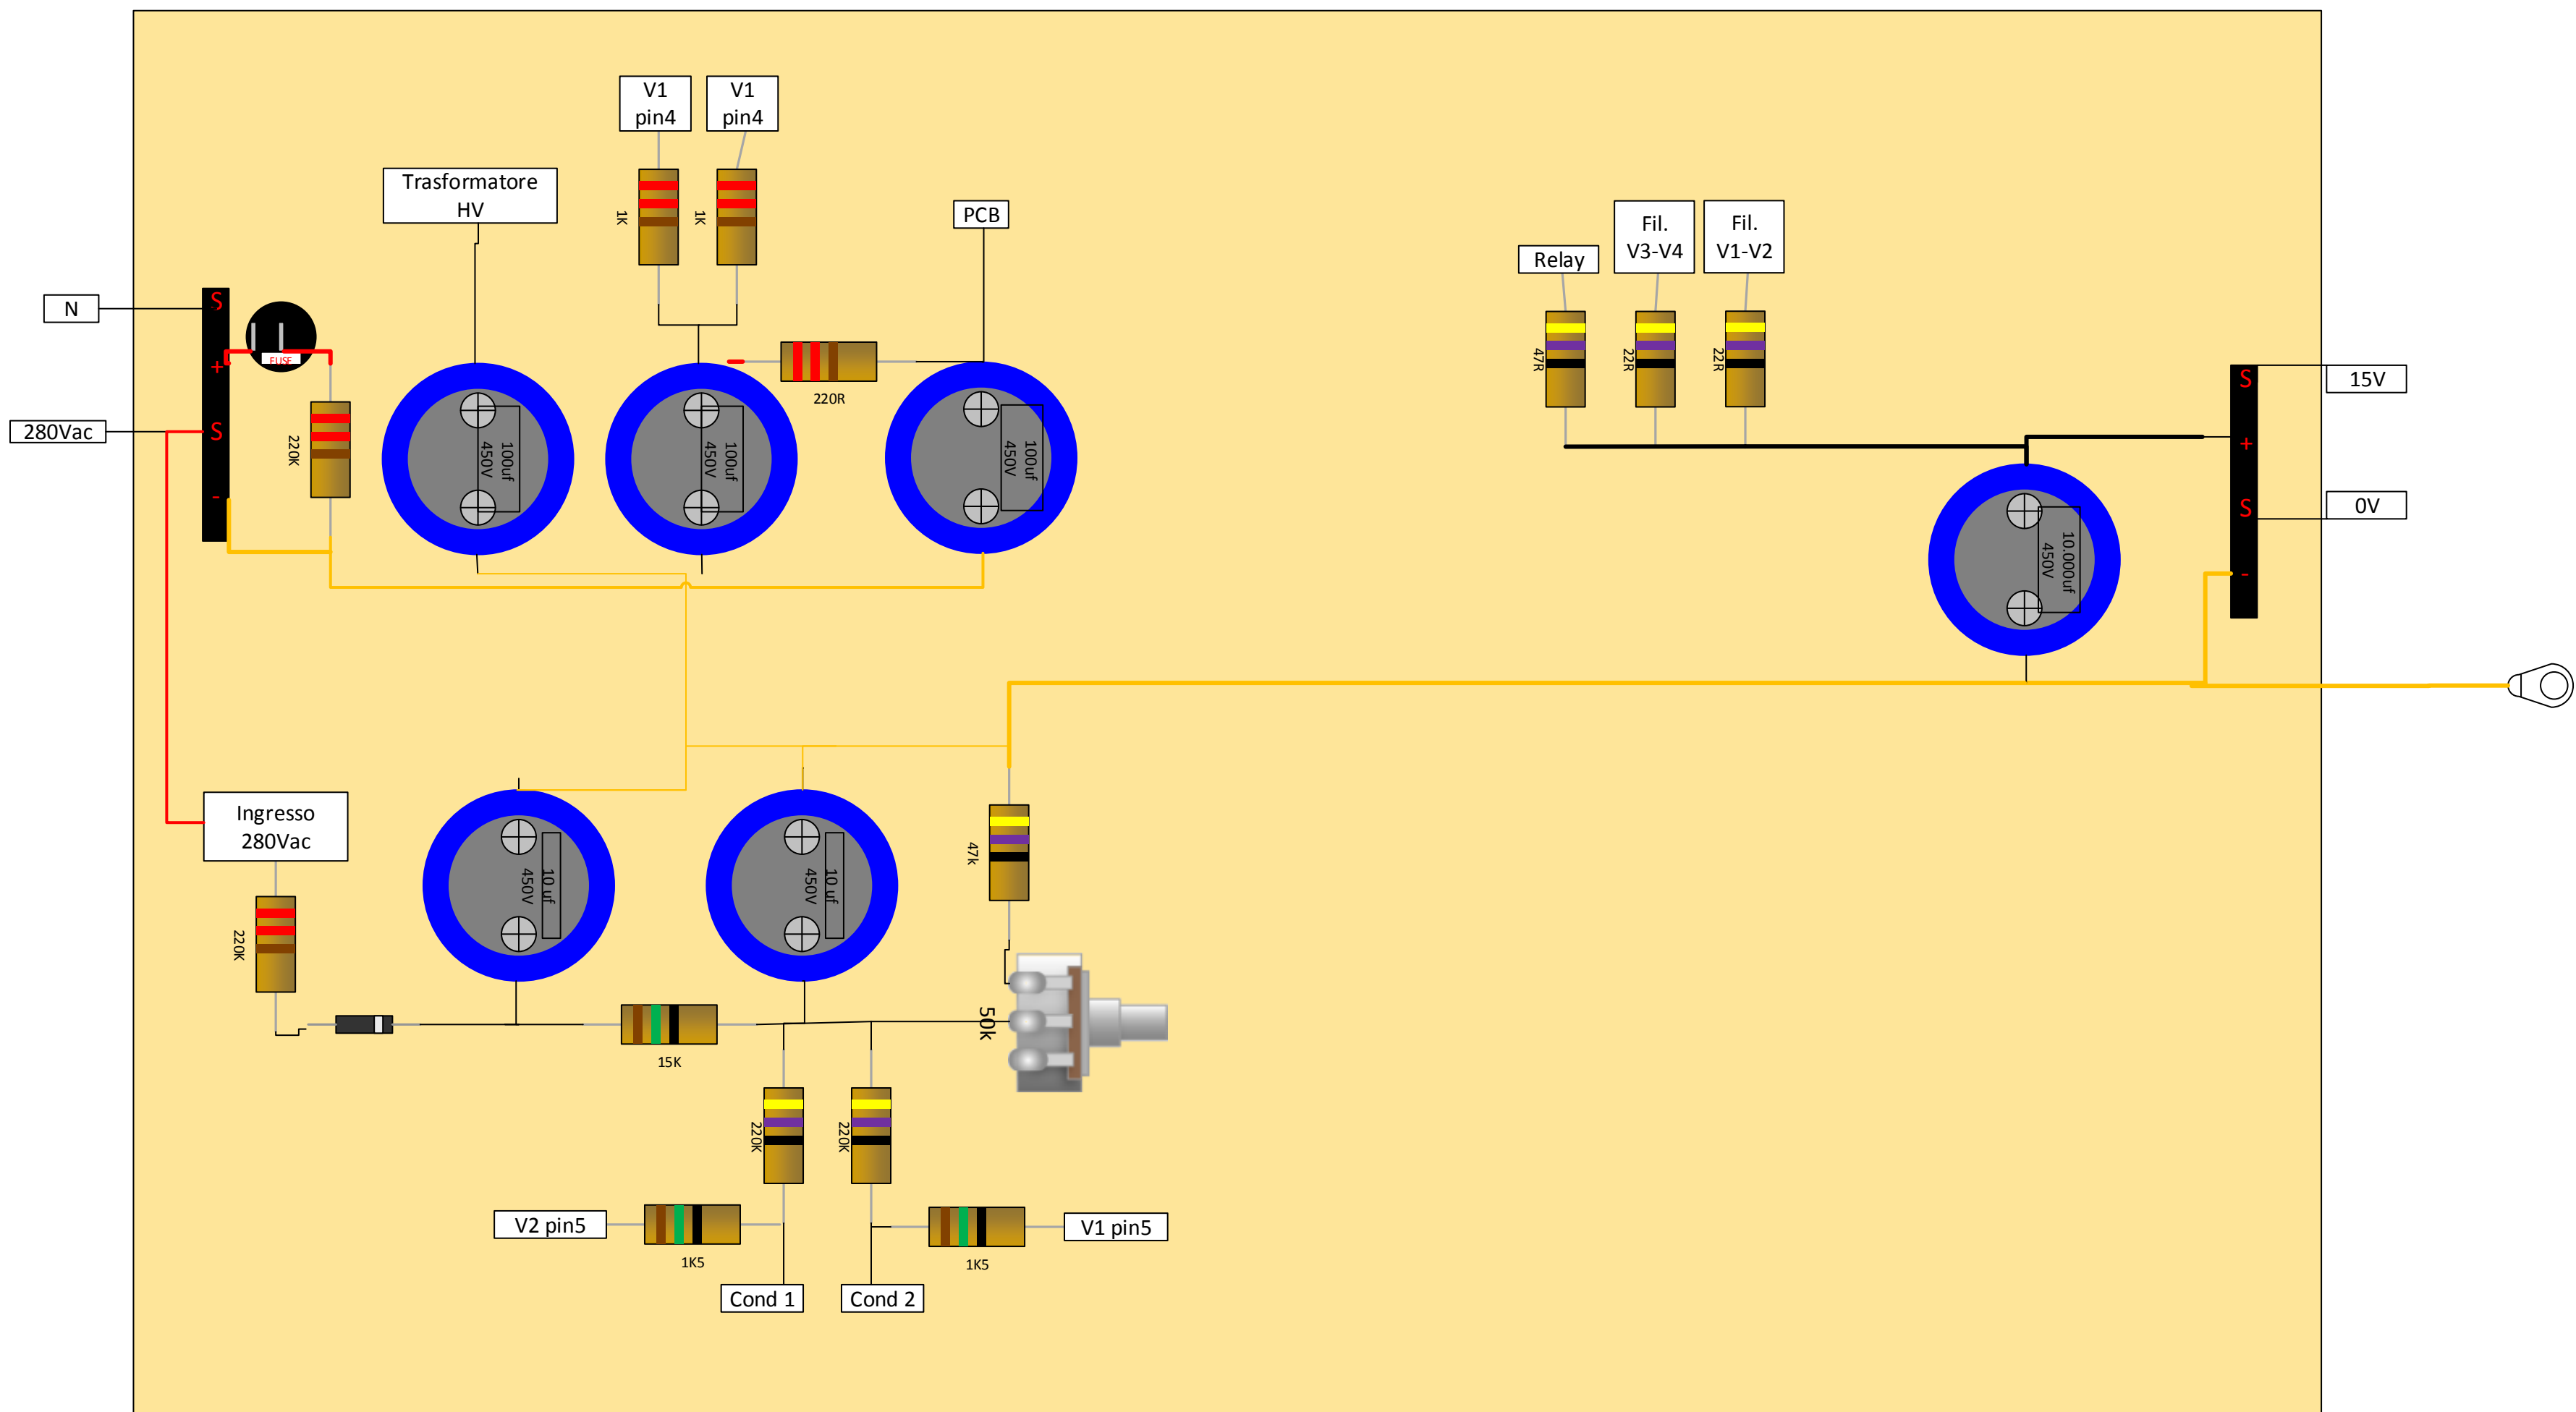 V1
pin4
V1
pin4
Trasformatore
HV
1K
1K
PCB
Fil.
V3-V4
Fil.
V1-V2
Relay
N
S
+
S
-
FUSE
280Vac
220K
100uf
450V
100uf
450V
220R
100uf
450V
47R
22R
22R
S
+
S
-
15V
0V
10.000uf
450V
Ingresso
280Vac
220K
10 uf
450V
10 uf
450V
47k
50k
15K
220K
220K
V2 pin5
1K5
1K5
V1 pin5
Cond 1
Cond 2